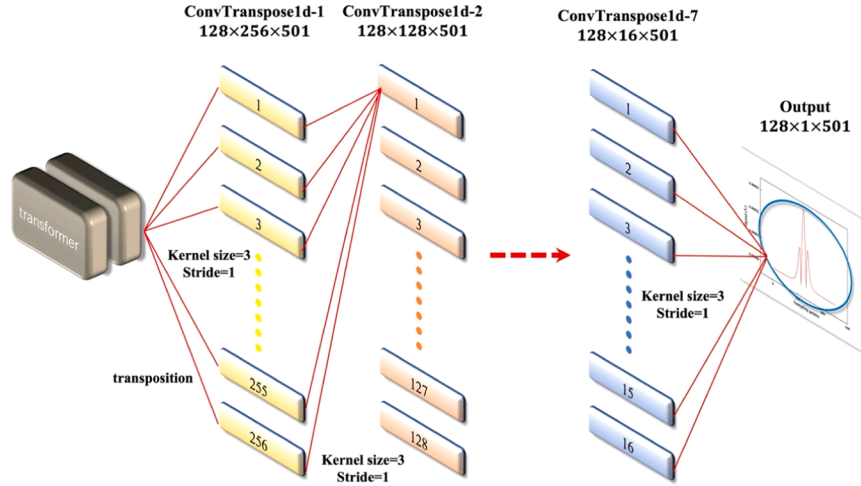 ConvTranspose1d-1
128×256×501
ConvTranspose1d-2
128×128×501
ConvTranspose1d-7
128×16×501
Output
128×1×501
transformer
1
2
3
Kernel size=3
Stride=1
transposition
255
256
1
2
3
127
128
Kernel size=3
Stride=1
1
2
3
Kernel size=3
Stride=1
15
16